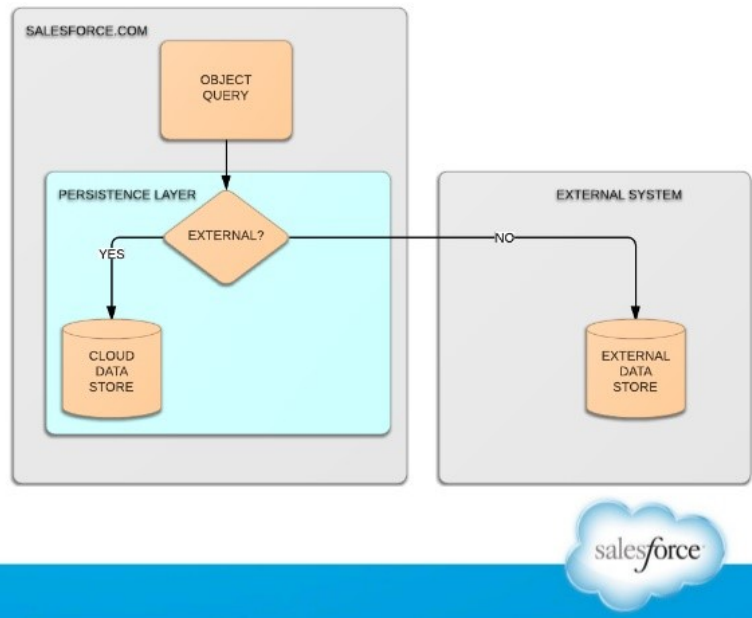 SALESFORCE.COM
OBJECT
QUERY
PERSISTENCE LAYER
EXTERNAL?
YES
CLOUD
DATA
STORE
EXTERNAL SYSTEM
NO
EXTERNAL
DATA
STORE
salesforce